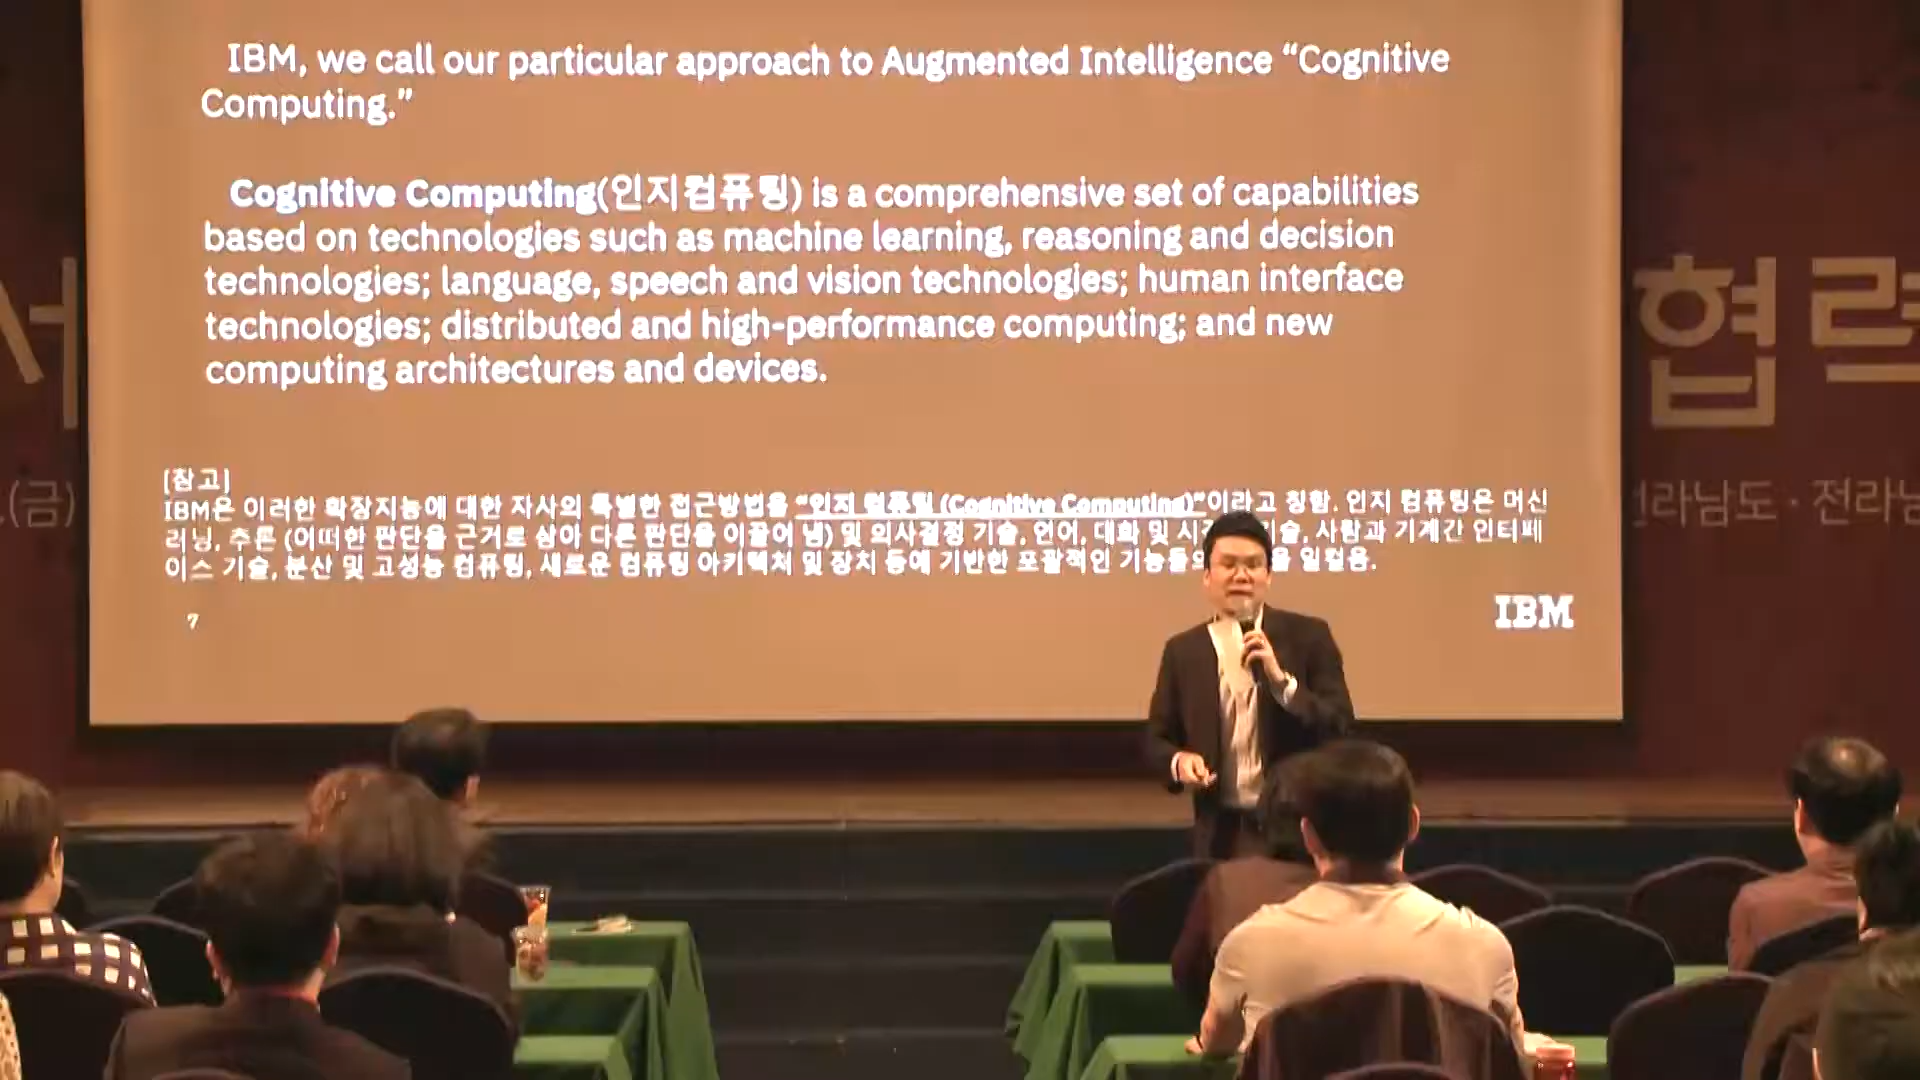 IBM, we call our particular approach to Augmented Intelligence “Cognitive
Computing.”
Cognitive Computing(인지컴퓨팅) is a comprehensive set of capabilities
based on technologies such as machine learning, reasoning and decision
technologies; language, speech and vision technologies; human interface
technologies; distributed and high-performance computing; and new
computing architectures and devices.
[참고]
IBM은 이러한 확장지능에 대한 자사의 특별한 접근방법을 “인지 컴퓨팅 (Cognitive Computing)”이라고 칭함. 인지 컴퓨팅은 머신
러닝, 추론 (어떠한 판단을 근거로 삼아 다른 판단을 이끌어 냄) 및 의사결정 기술, 언어, 대화 및 기술, 사람과 기계간 인터페
이스 기술, 분산 및 고성능 컴퓨팅, 새로운 컴퓨팅 아키텍처 및 장치 등에 기반한 포괄적인 일컬음.
7
IBM
서
(금)
협력
전라남도 · 전라남